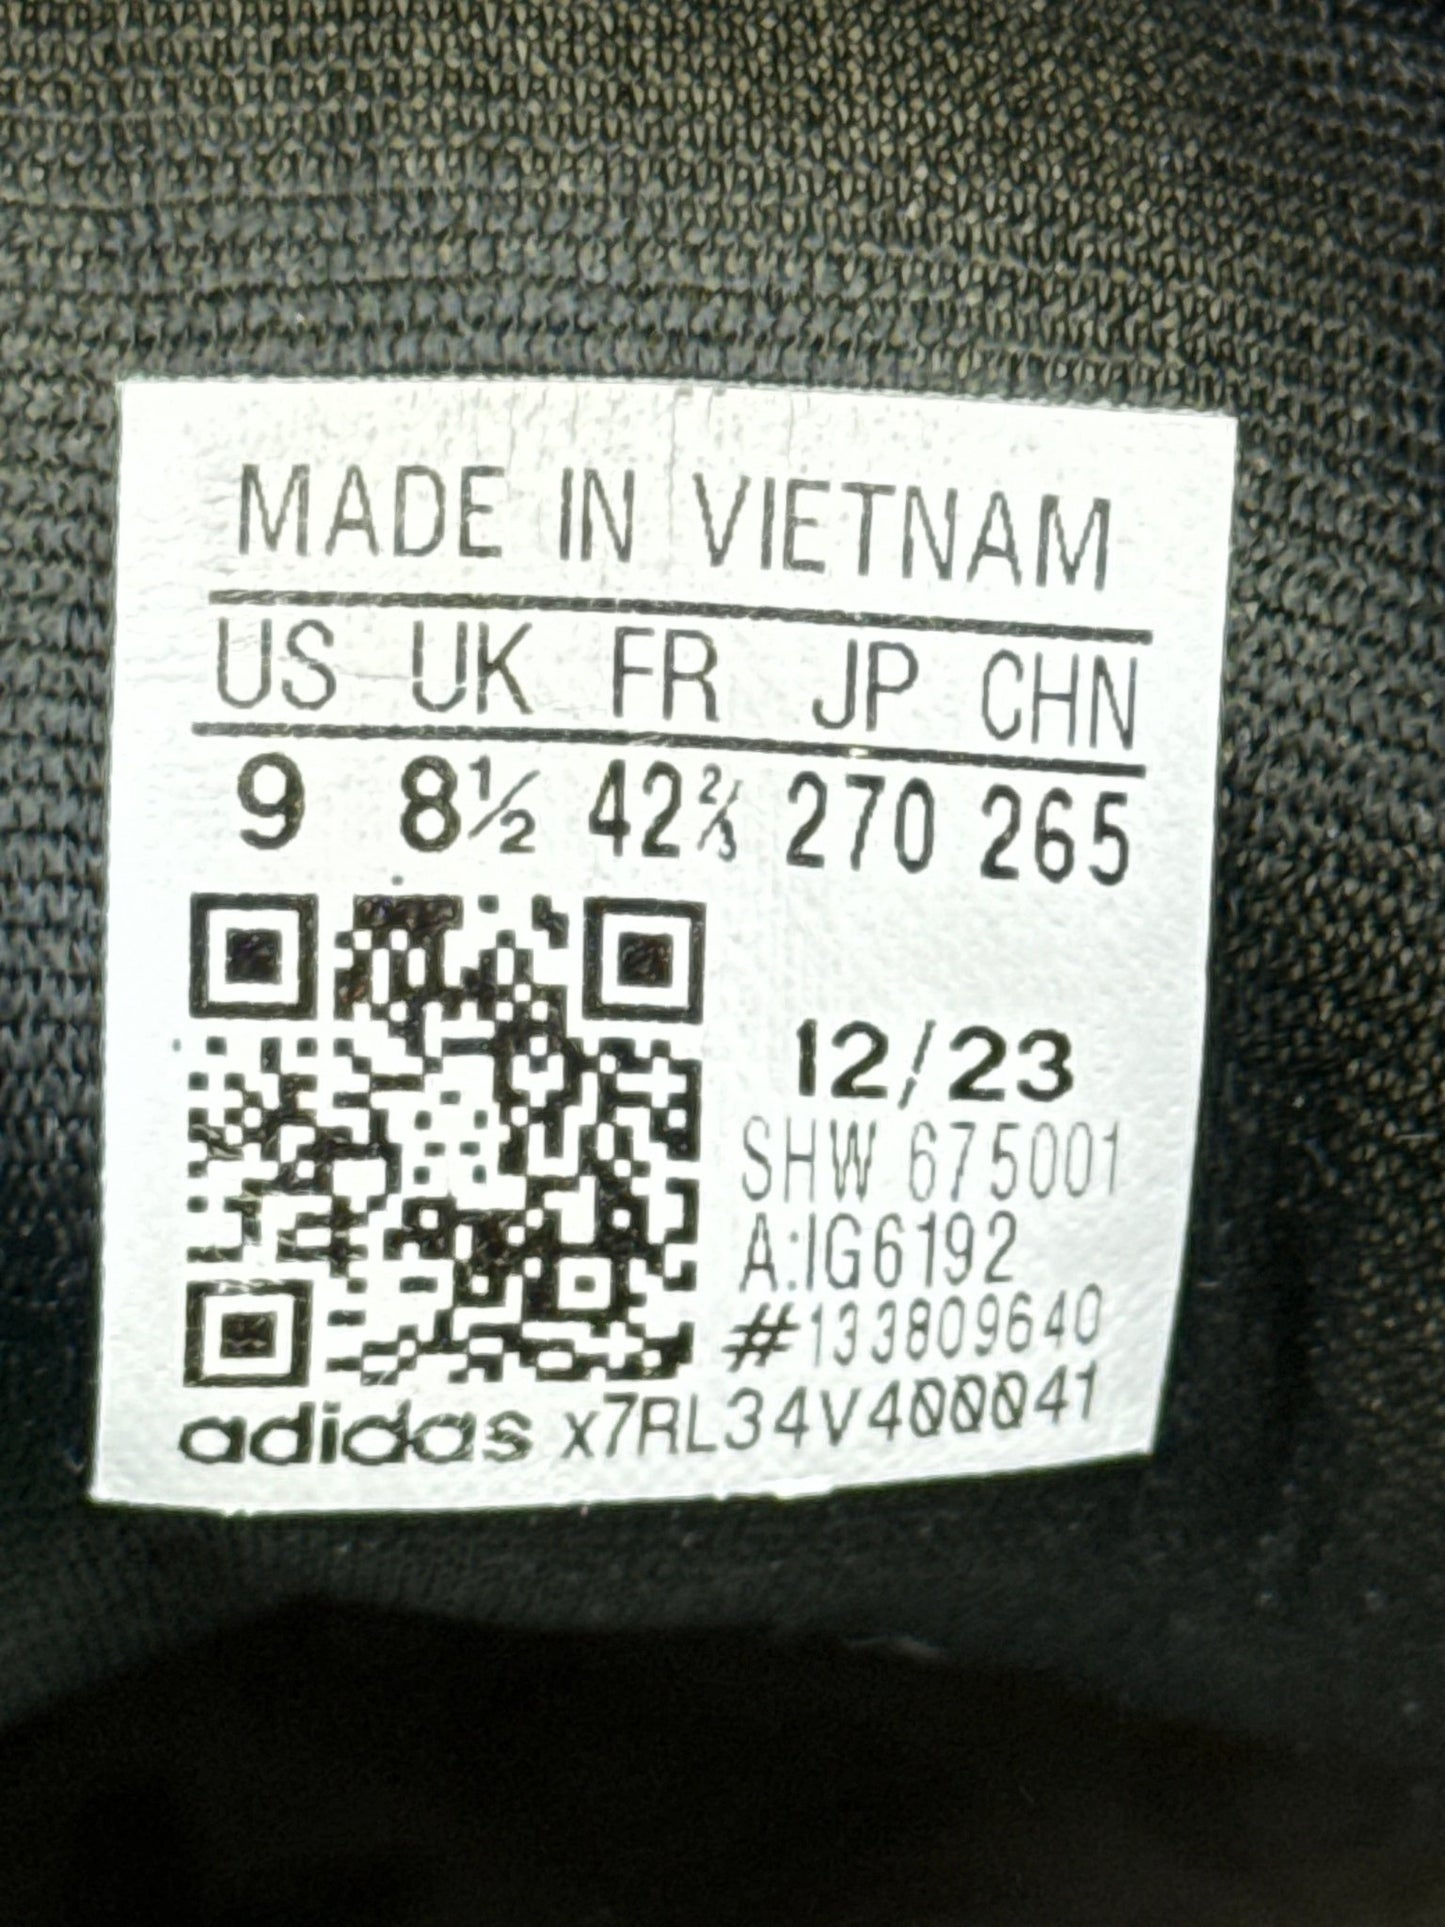 MADE IN VIETNAM
US UK FR JP CHN
9 8½ 42⅔ 270 265
12/23
SHW 675001
A:IG6192
#133809640
adidas x7RL34V400041